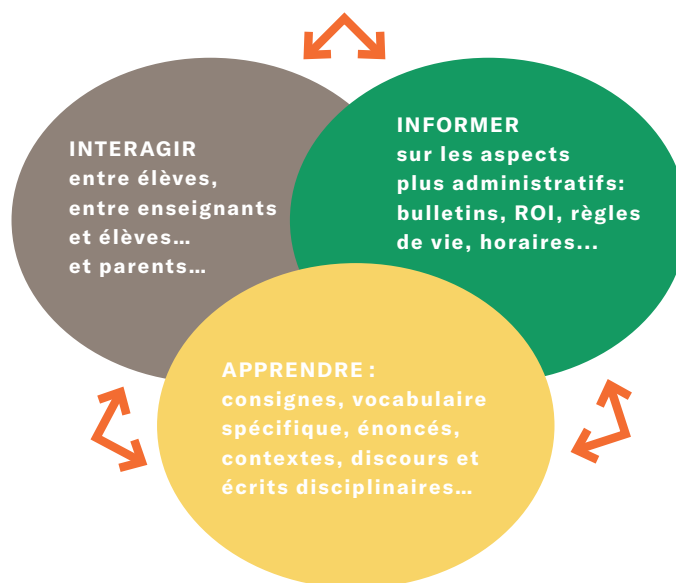 INTERAGIR
entre élèves,
entre enseignants
et élèves…
et parents…
INFORMER
sur les aspects
plus administratifs:
bulletins, ROI, règles
de vie, horaires...
APPRENDRE :
consignes, vocabulaire
spécifique, énoncés,
contextes, discours et
écrits disciplinaires…